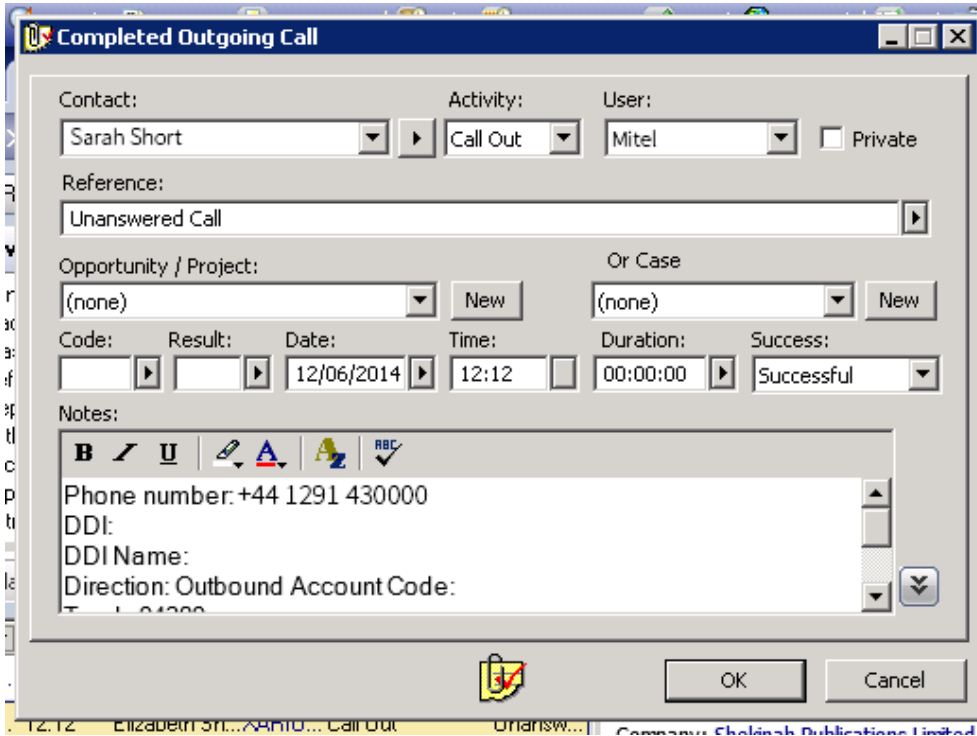 Completed Outgoing Call
Contact: Activity: User:
Sarah Short Call Out Mitel Private
Reference:
Unanswered Call
Opportunity / Project: Or Case
(none) New (none) New
Code: Result: Date: Time: Duration: Success:
12/06/2014 12:12 00:00:00 Successful
Notes:
B I U A A Z ABC
Phone number: +44 1291 430000
DDI:
DDI Name:
Direction: Outbound Account Code:
OK Cancel
12:12 Call Out Unansw...
Company: Shekinah Publications Limited